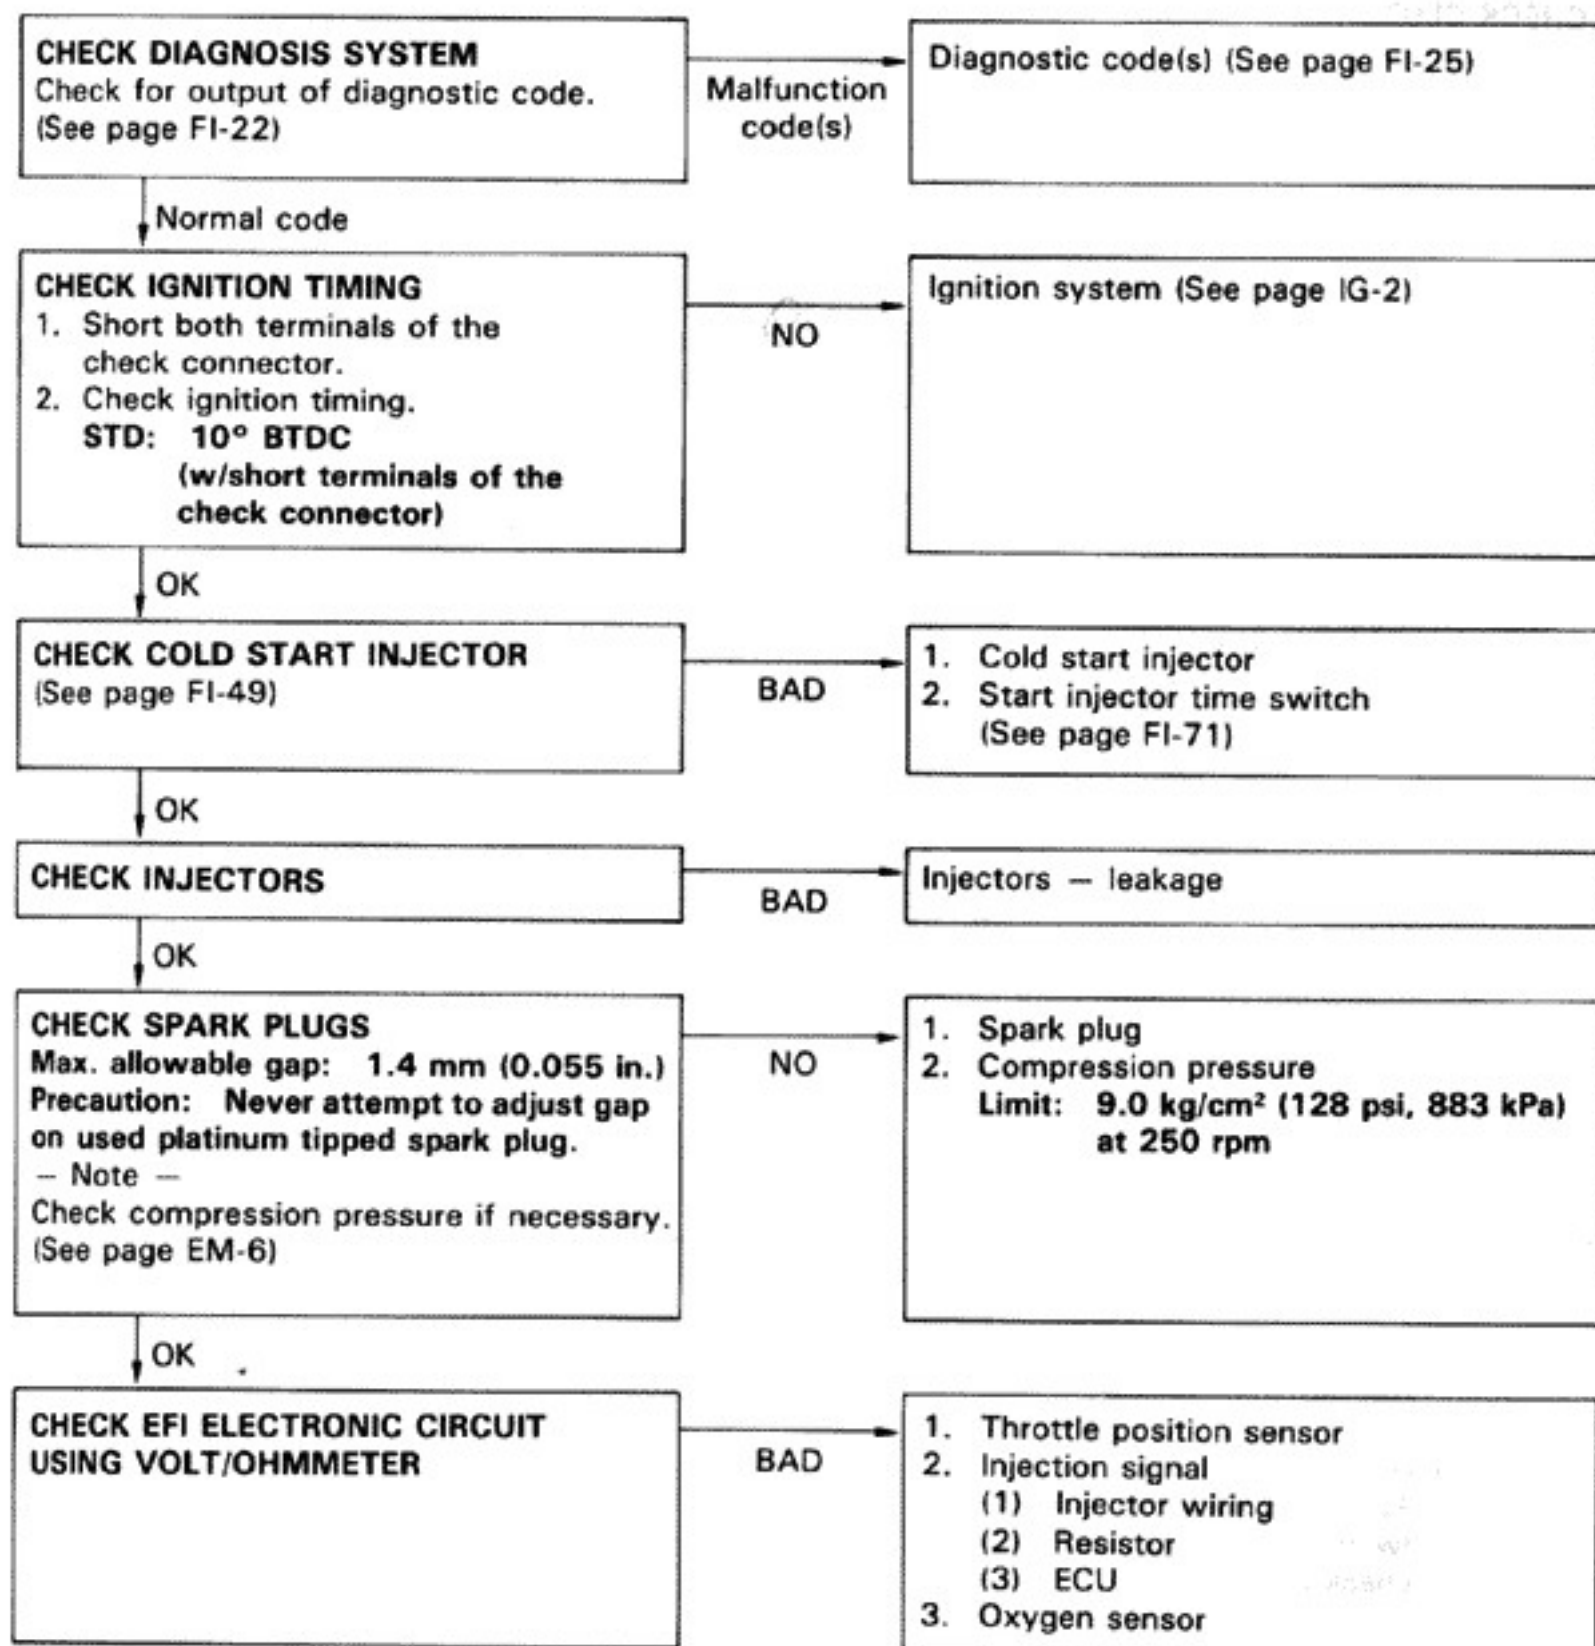 CHECK DIAGNOSIS SYSTEM
Check for output of diagnostic code.
(See page FI-22)
Malfunction
code(s)
Diagnostic code(s) (See page FI-25)
Normal code
CHECK IGNITION TIMING
1. Short both terminals of the
check connector.
2. Check ignition timing.
STD: 10° BTDC
(w/short terminals of the
check connector)
NO
Ignition system (See page IG-2)
OK
CHECK COLD START INJECTOR
(See page FI-49)
BAD
1. Cold start injector
2. Start injector time switch
(See page FI-71)
OK
CHECK INJECTORS
BAD
Injectors — leakage
OK
CHECK SPARK PLUGS
Max. allowable gap: 1.4 mm (0.055 in.)
Precaution: Never attempt to adjust gap
on used platinum tipped spark plug.
— Note —
Check compression pressure if necessary.
(See page EM-6)
NO
1. Spark plug
2. Compression pressure
Limit: 9.0 kg/cm² (128 psi, 883 kPa)
at 250 rpm
OK
CHECK EFI ELECTRONIC CIRCUIT
USING VOLT/OHMMETER
BAD
1. Throttle position sensor
2. Injection signal
(1) Injector wiring
(2) Resistor
(3) ECU
3. Oxygen sensor